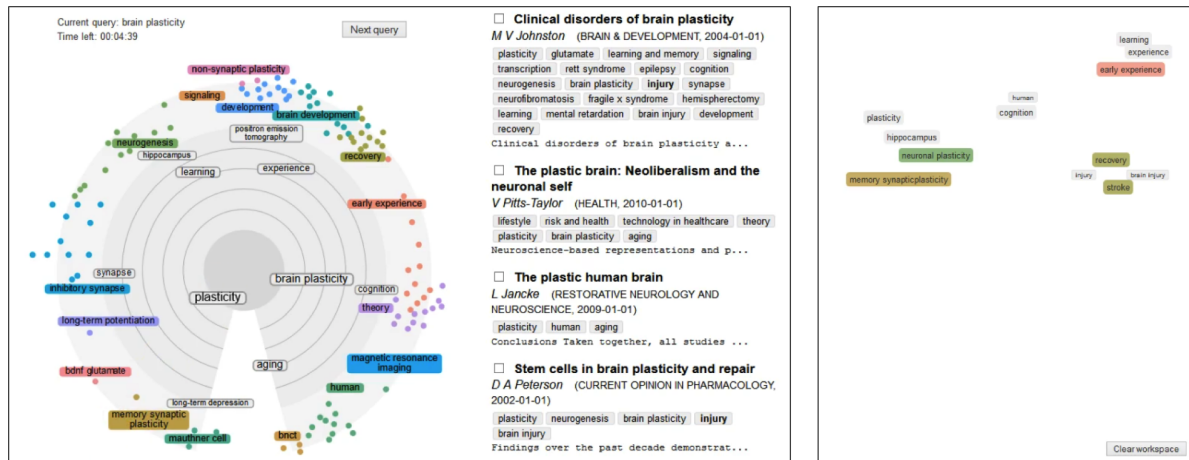 Current query: brain plasticity
Time left: 00:04:39
Next query
non-synaptic plasticity
signaling
development
brain development
positron emission
tomography
neurogenesis
hippocampus
recovery
learning
experience
early experience
synapse
brain plasticity
cognition
inhibitory synapse
plasticity
theory
long-term potentiation
magnetic resonance
imaging
aging
bdnf glutamate
human
long-term depression
memory synaptic
plasticity
mauthner cell
bnct
Clinical disorders of brain plasticity
M V Johnston (BRAIN & DEVELOPMENT, 2004-01-01)
plasticity glutamate learning and memory signaling
transcription rett syndrome epilepsy cognition
neurogenesis brain plasticity injury synapse
neurofibromatosis fragile x syndrome hemispherectomy
learning mental retardation brain injury development
recovery
Clinical disorders of brain plasticity a...
The plastic brain: Neoliberalism and the
neuronal self
V Pitts-Taylor (HEALTH, 2010-01-01)
lifestyle risk and health technology in healthcare theory
plasticity brain plasticity aging
Neuroscience-based representations and p...
The plastic human brain
L Jancke (RESTORATIVE NEUROLOGY AND
NEUROSCIENCE, 2009-01-01)
plasticity human aging
Conclusions Taken together, all studies ...
Stem cells in brain plasticity and repair
D A Peterson (CURRENT OPINION IN PHARMACOLOGY,
2002-01-01)
plasticity neurogenesis brain plasticity injury
brain injury
Findings over the past decade demonstrat...
learning
experience
early experience
human
cognition
plasticity
hippocampus
neuronal plasticity
recovery
memory synapticplasticity
injury brain injury
stroke
Clear workspace